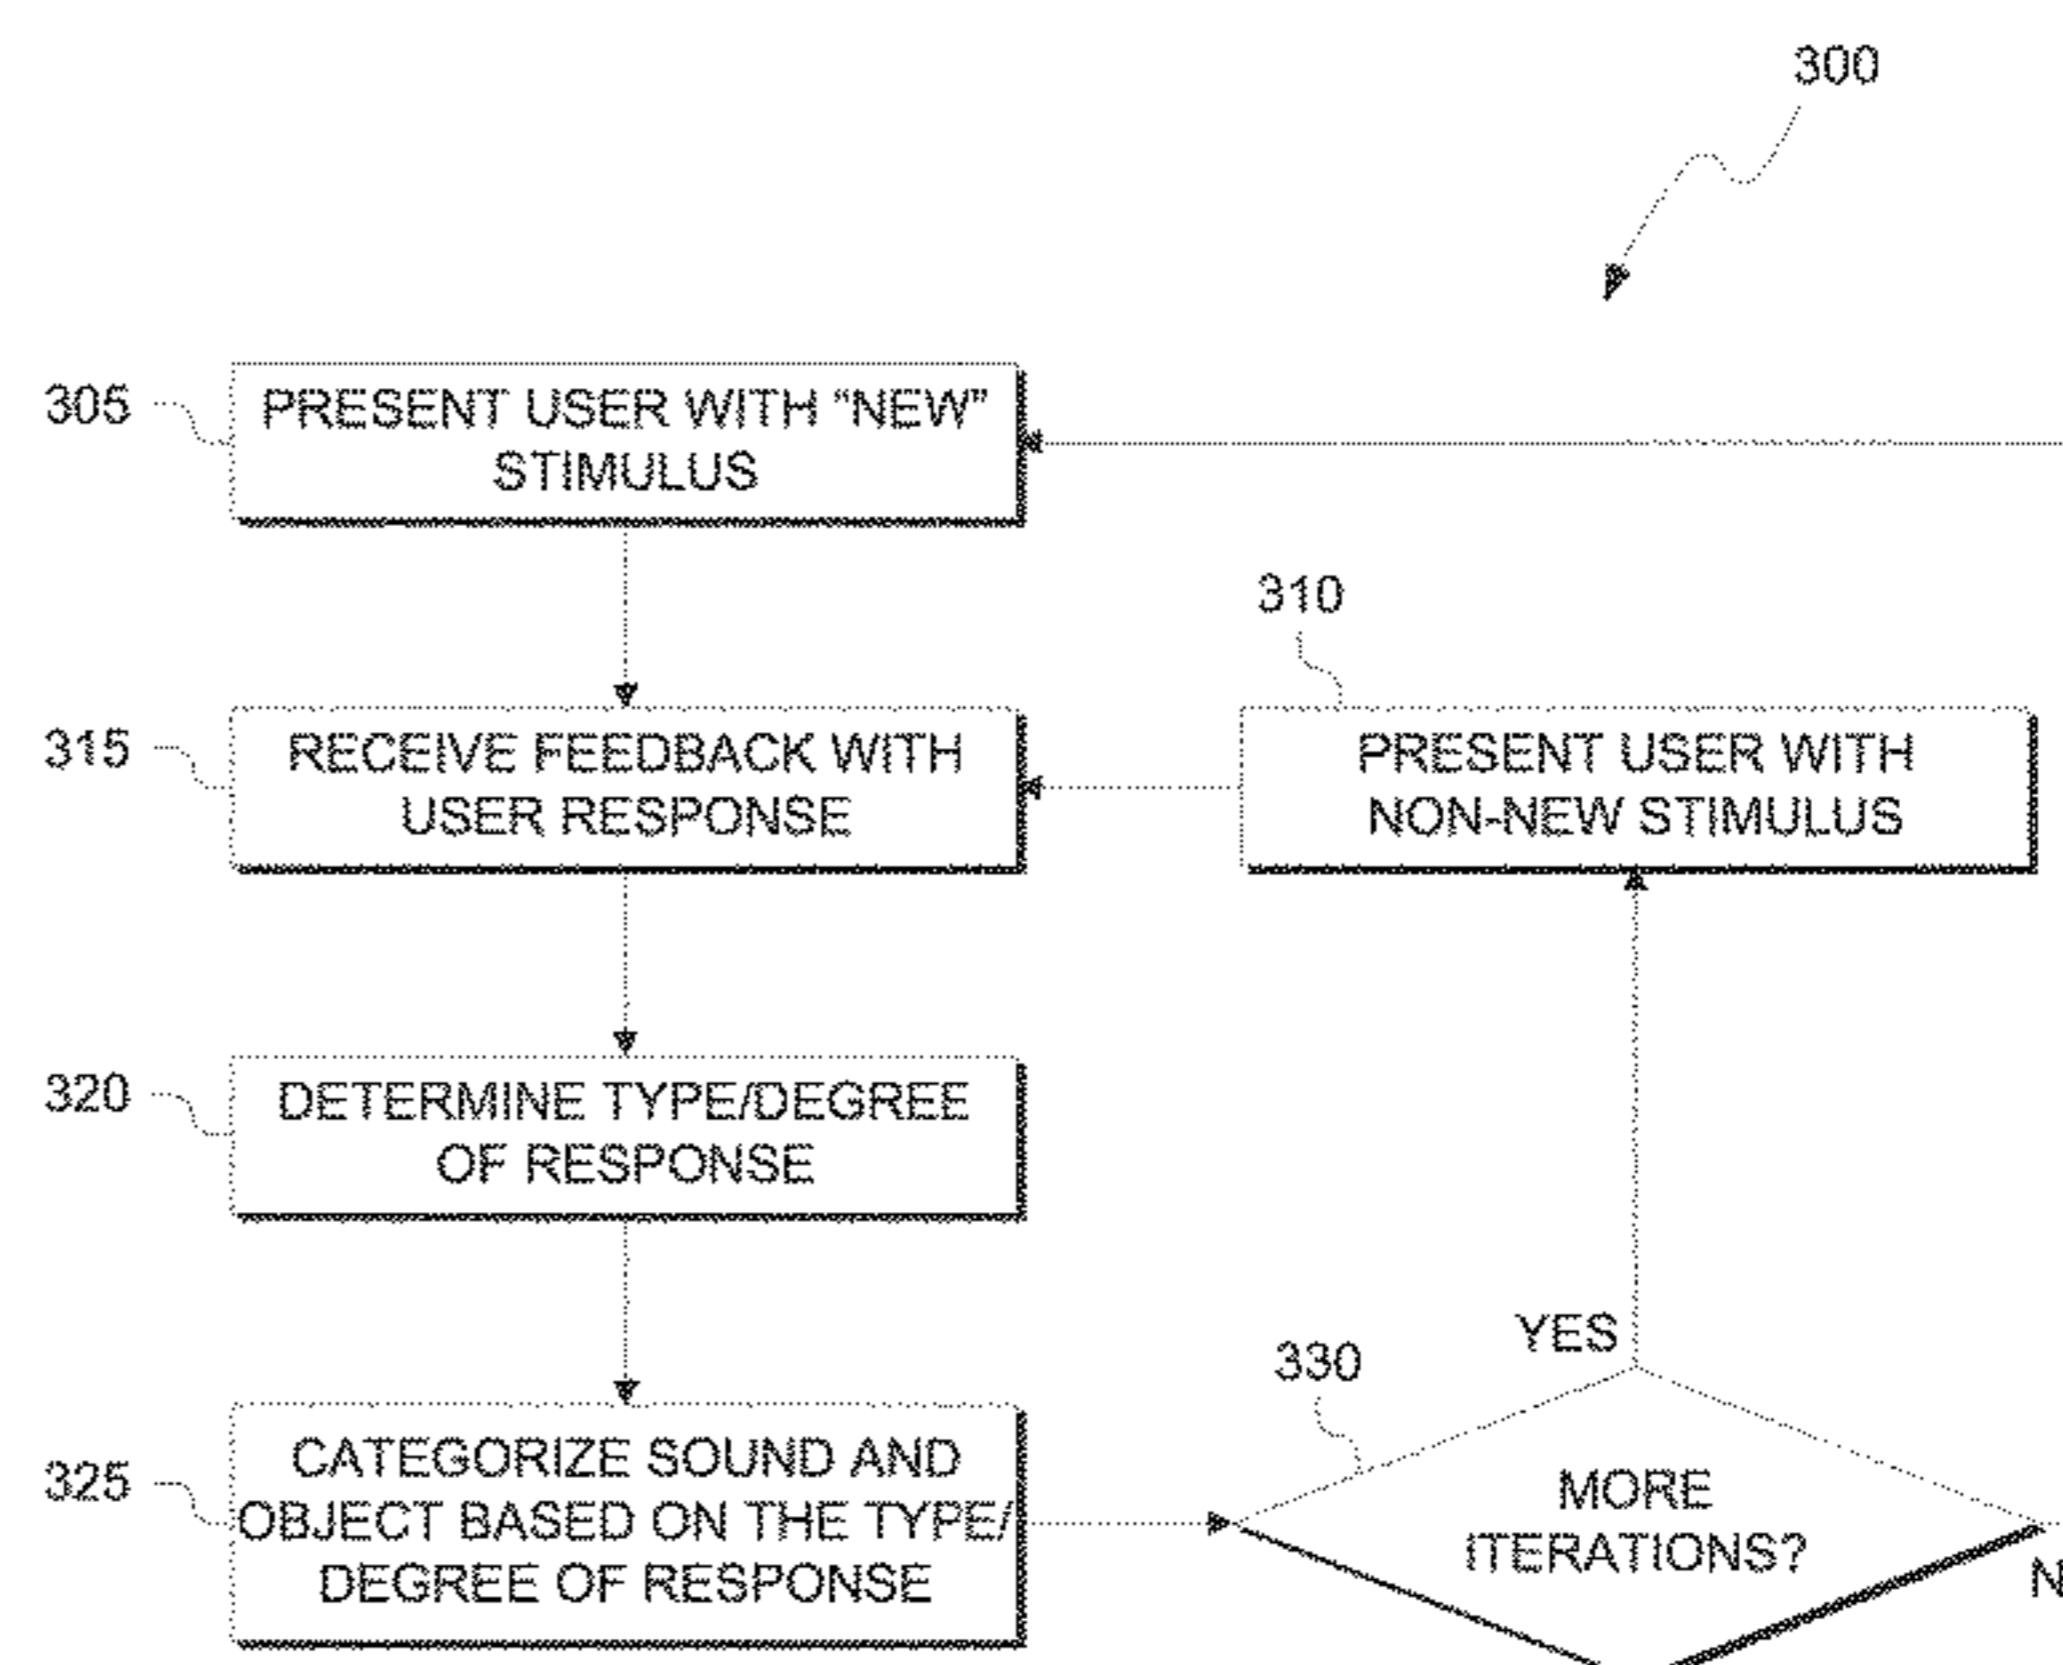 300
305
PRESENT USER WITH “NEW”
STIMULUS
310
315
RECEIVE FEEDBACK WITH
USER RESPONSE
PRESENT USER WITH
NON-NEW STIMULUS
320
DETERMINE TYPE/DEGREE
OF RESPONSE
YES
330
325
CATEGORIZE SOUND AND
OBJECT BASED ON THE TYPE/
DEGREE OF RESPONSE
MORE
ITERATIONS?